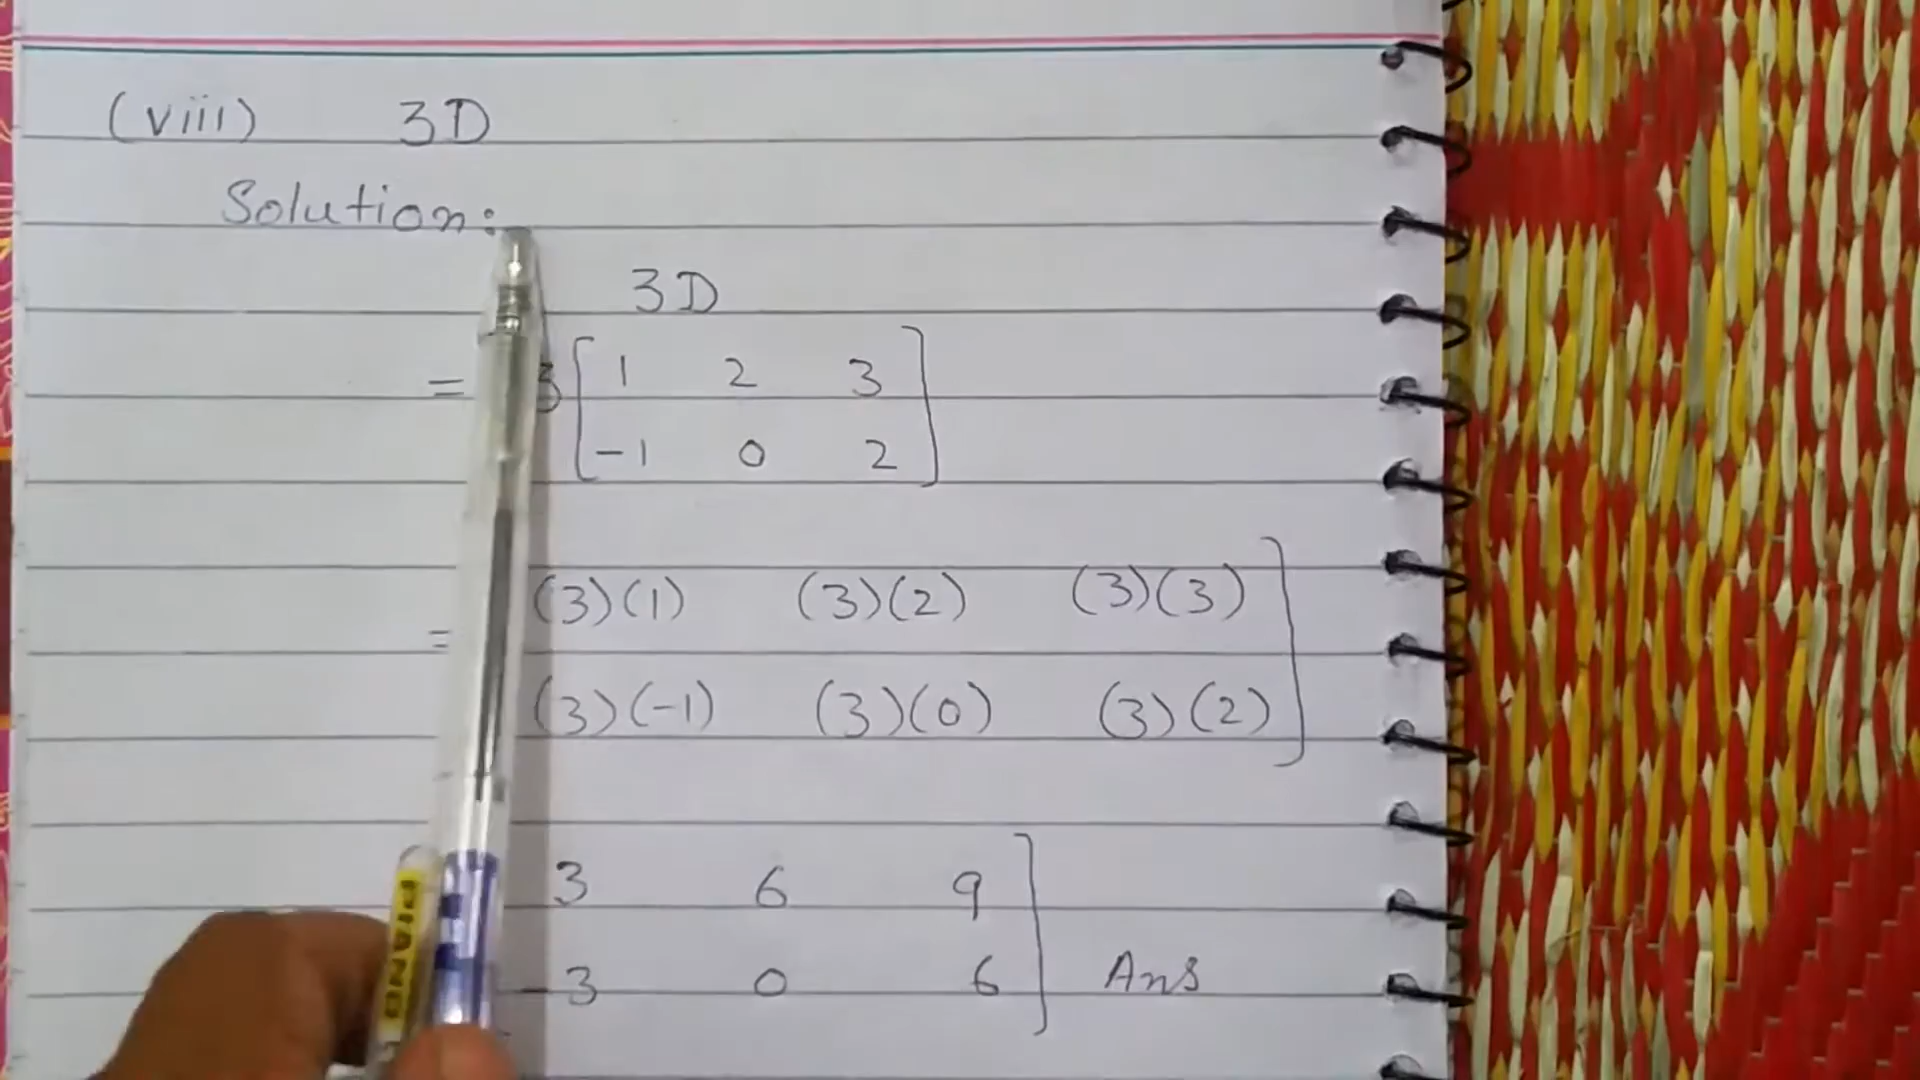 (viii) 3D
Solution:
3D
= 3 [ 1 2 3
-1 0 2 ]
(3)(1) (3)(2) (3)(3)
=
(3)(-1) (3)(0) (3)(2) ]
3 6 9
-3 0 6 ] Ans
PIANO